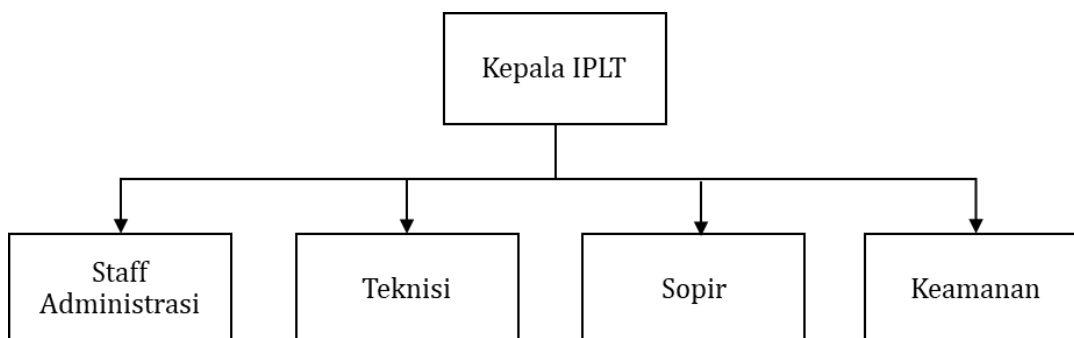 Kepala IPLT
Staff
Administrasi
Teknisi
Sopir
Keamanan